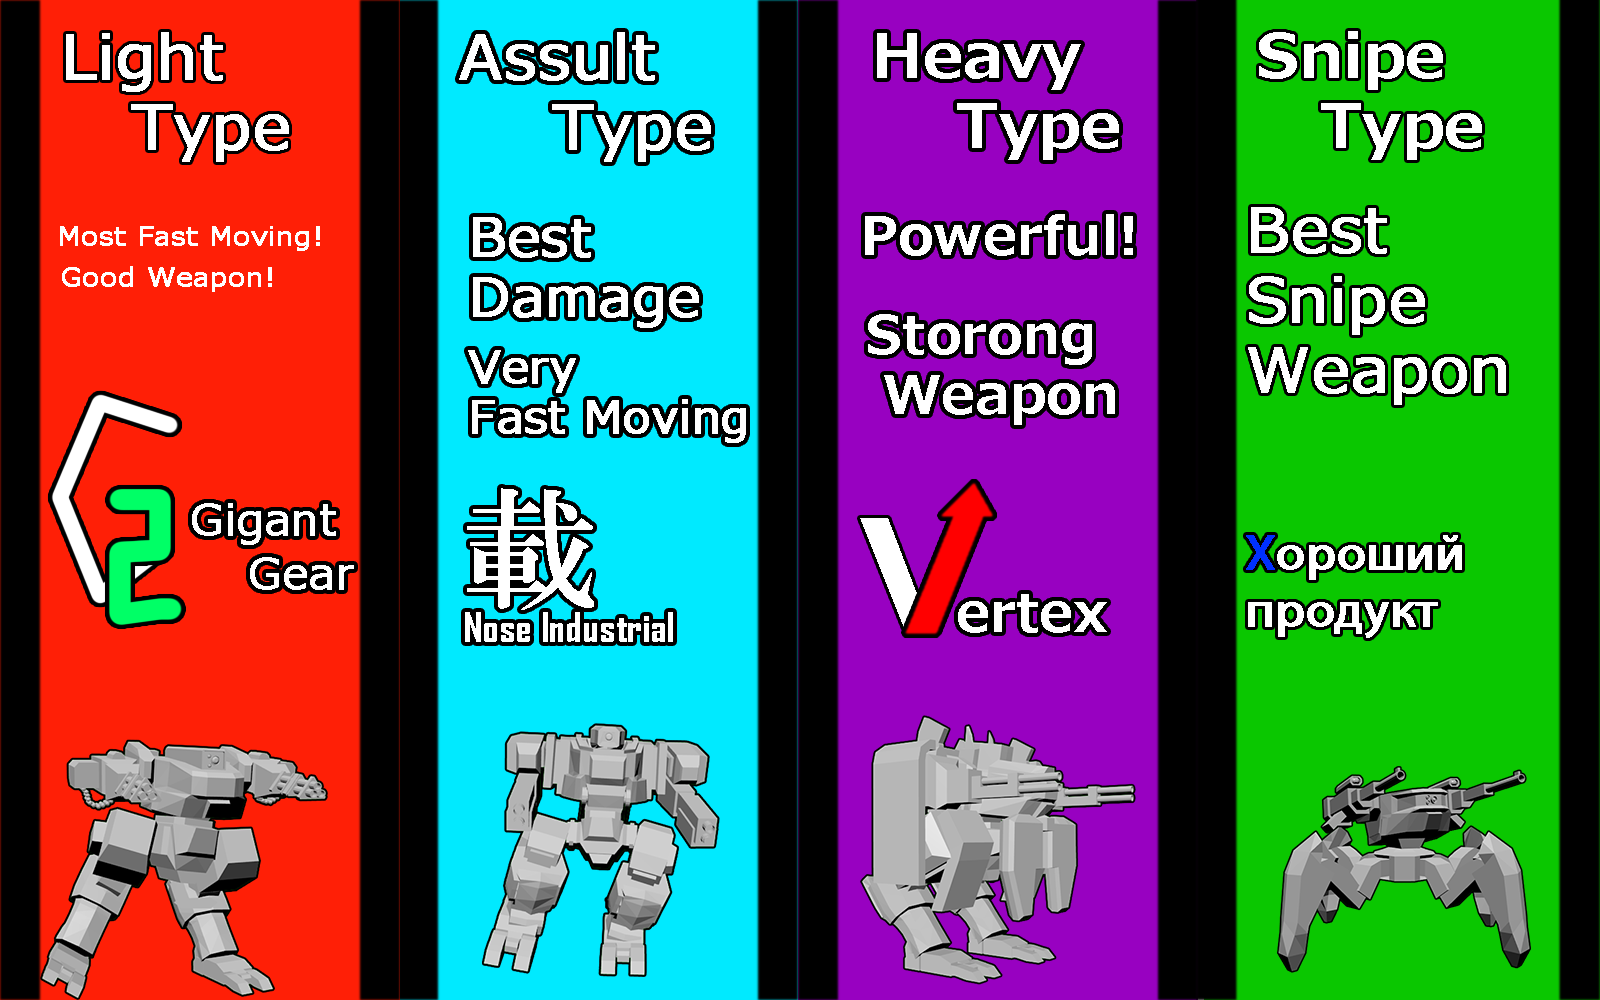 Light
Type
Most Fast Moving!
Good Weapon!
Gigant
Gear
Assult
Type
Best
Damage
Very
Fast Moving
載
Nose Industrial
Heavy
Type
Powerful!
Storong
Weapon
Vertex
Snipe
Type
Best
Snipe
Weapon
Хороший
продукт